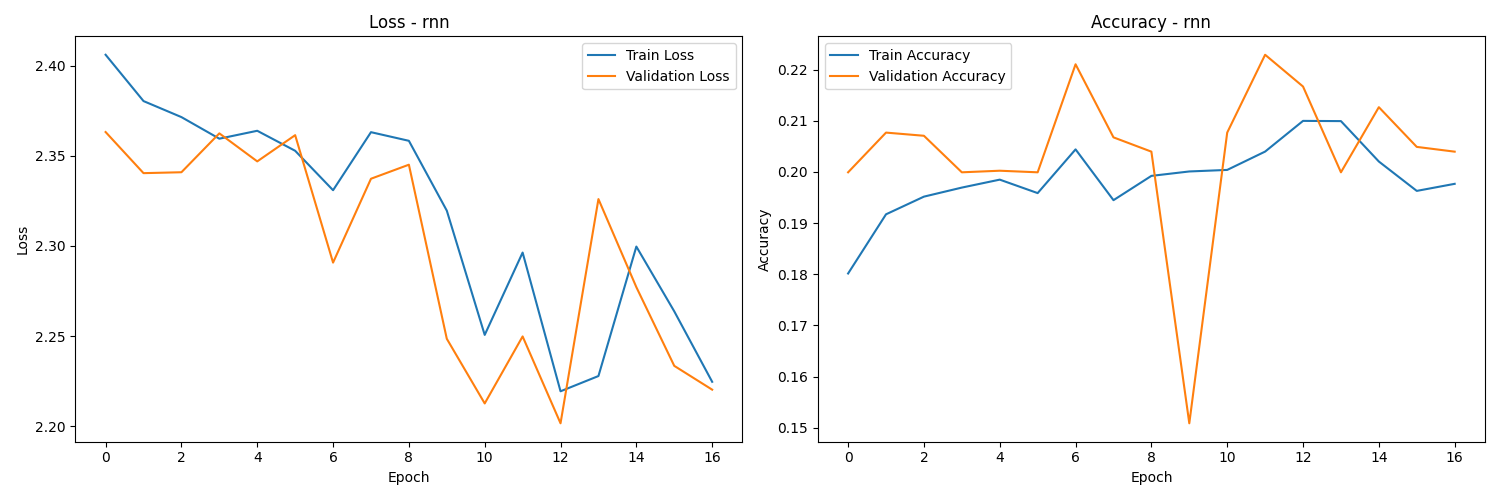 Loss - rnn
2.40
2.35
2.30
2.25
2.20
Loss
0 2 4 6 8 10 12 14 16
Epoch
Train Loss
Validation Loss
Accuracy - rnn
0.22
0.21
0.20
0.19
0.18
0.17
0.16
0.15
Accuracy
0 2 4 6 8 10 12 14 16
Epoch
Train Accuracy
Validation Accuracy